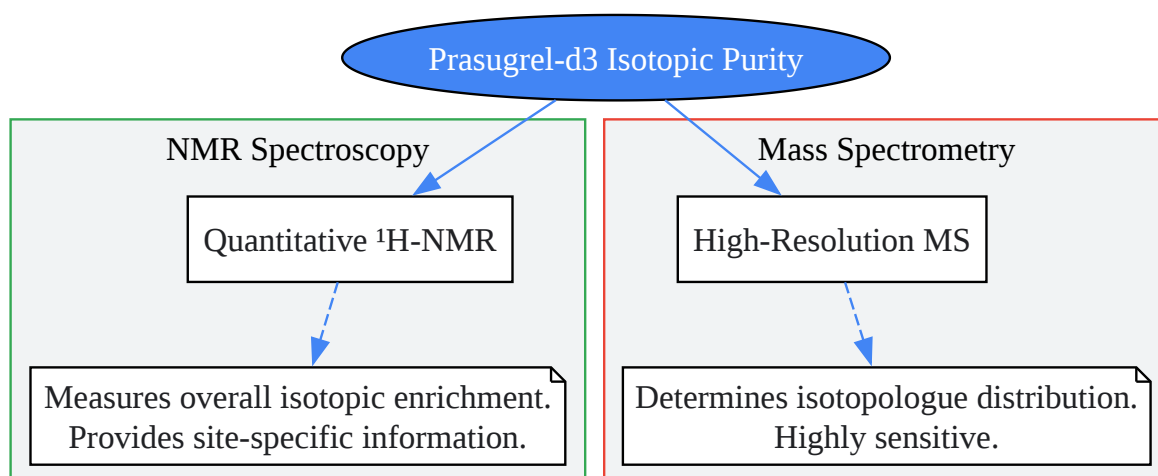 Prasugrel-d3 Isotopic Purity
NMR Spectroscopy
Quantitative ¹H-NMR
Measures overall isotopic enrichment.
Provides site-specific information.
Mass Spectrometry
High-Resolution MS
Determines isotopologue distribution.
Highly sensitive.